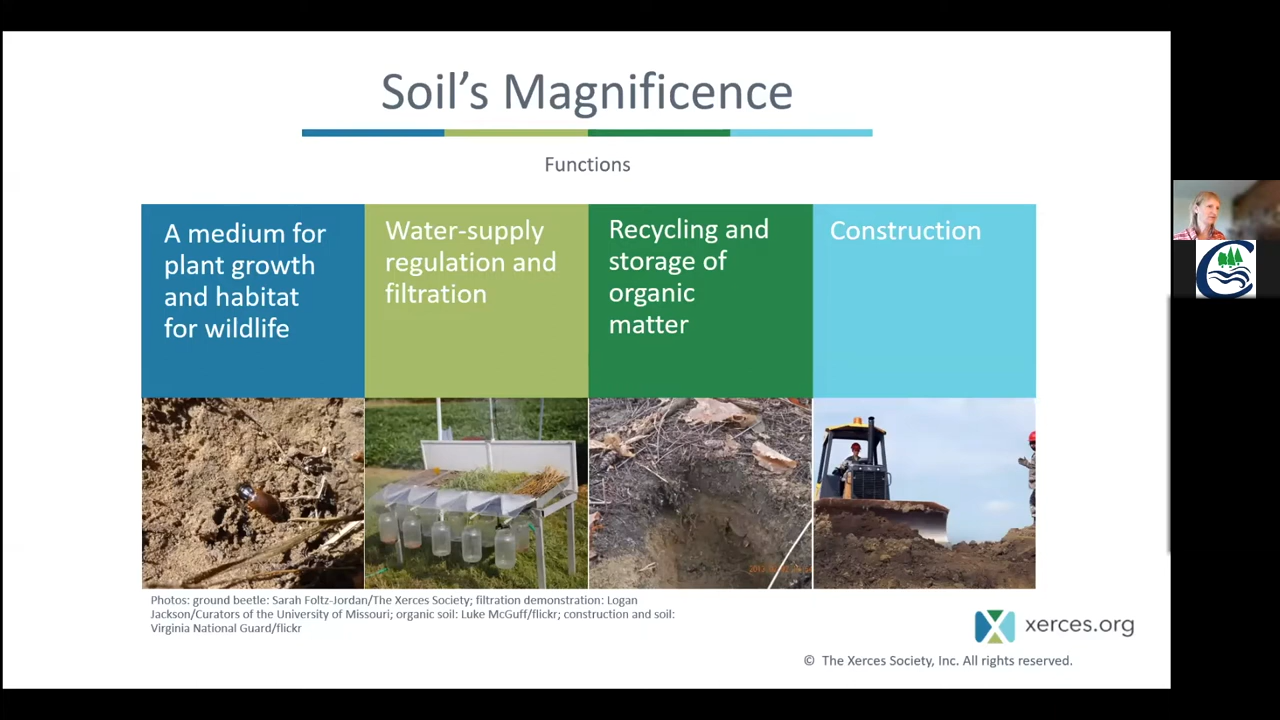 Soil's Magnificence
Functions
A medium for
plant growth
and habitat
for wildlife
Water-supply
regulation and
filtration
Recycling and
storage of
organic
matter
Construction
Photos: ground beetle: Sarah Foltz-Jordan/The Xerces Society; filtration demonstration: Logan
Jackson/Curators of the University of Missouri; organic soil: Luke McGuff/flickr; construction and soil:
Virginia National Guard/flickr
xerces.org
© The Xerces Society, Inc. All rights reserved.